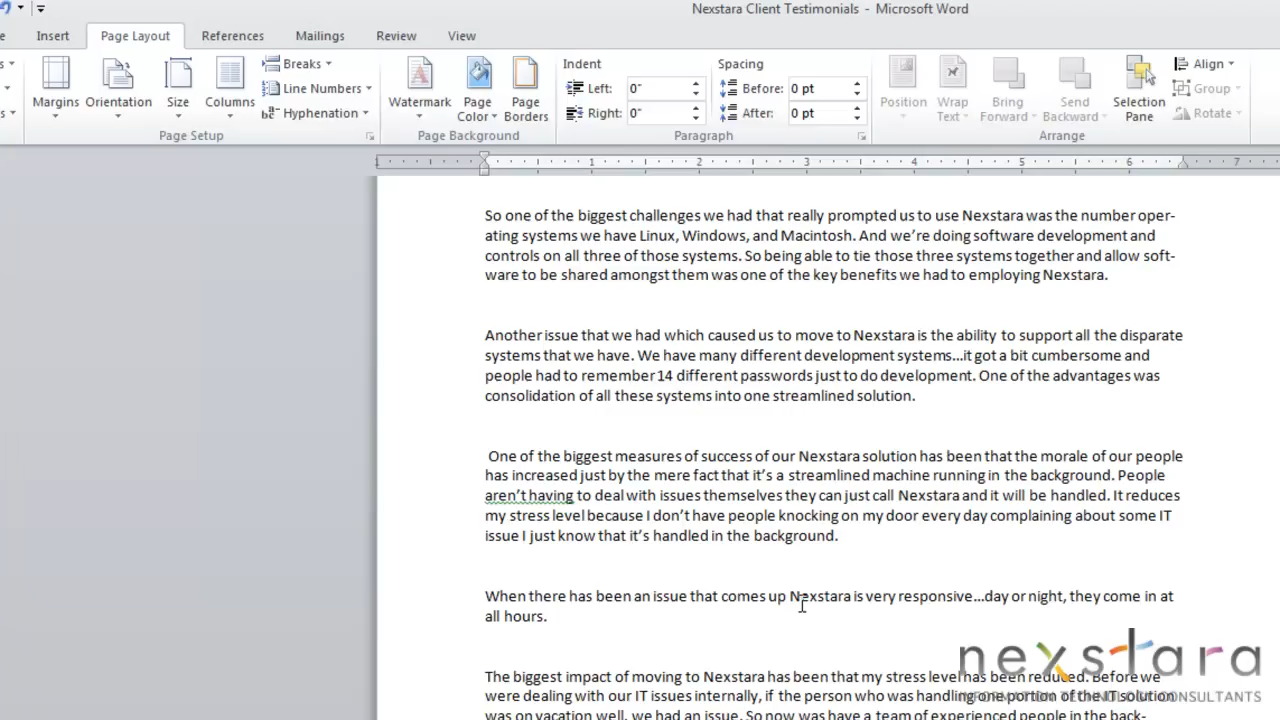 Nexstara Client Testimonials - Microsoft Word
Insert Page Layout References Mailings Review View
Margins Orientation Size Columns Breaks Line Numbers Hyphenation
Page Setup
Watermark Page Color Page Borders
Page Background
Indent Spacing
Left: 0" Before: 0 pt
Right: 0" After: 0 pt
Paragraph
Position Wrap Text Bring Forward Send Backward Selection Pane Align Group Rotate
Arrange
1 1 2 3 4 5 6 7
So one of the biggest challenges we had that really prompted us to use Nexstara was the number oper-
ating systems we have Linux, Windows, and Macintosh. And we’re doing software development and
controls on all three of those systems. So being able to tie those three systems together and allow soft-
ware to be shared amongst them was one of the key benefits we had to employing Nexstara.
Another issue that we had which caused us to move to Nexstara is the ability to support all the disparate
systems that we have. We have many different development systems…it got a bit cumbersome and
people had to remember 14 different passwords just to do development. One of the advantages was
consolidation of all these systems into one streamlined solution.
One of the biggest measures of success of our Nexstara solution has been that the morale of our people
has increased just by the mere fact that it’s a streamlined machine running in the background. People
aren’t having to deal with issues themselves they can just call Nexstara and it will be handled. It reduces
my stress level because I don’t have people knocking on my door every day complaining about some IT
issue I just know that it’s handled in the background.
When there has been an issue that comes up Nexstara is very responsive…day or night, they come in at
all hours.
The biggest impact of moving to Nexstara has been that my stress level has been reduced. Before we
were dealing with our IT issues internally, if the person who was handling one portion of the IT solution
was on vacation well, we had an issue. So now was have a team of experienced people in the back-
nexstara
INFORMATION TECHNOLOGY CONSULTANTS